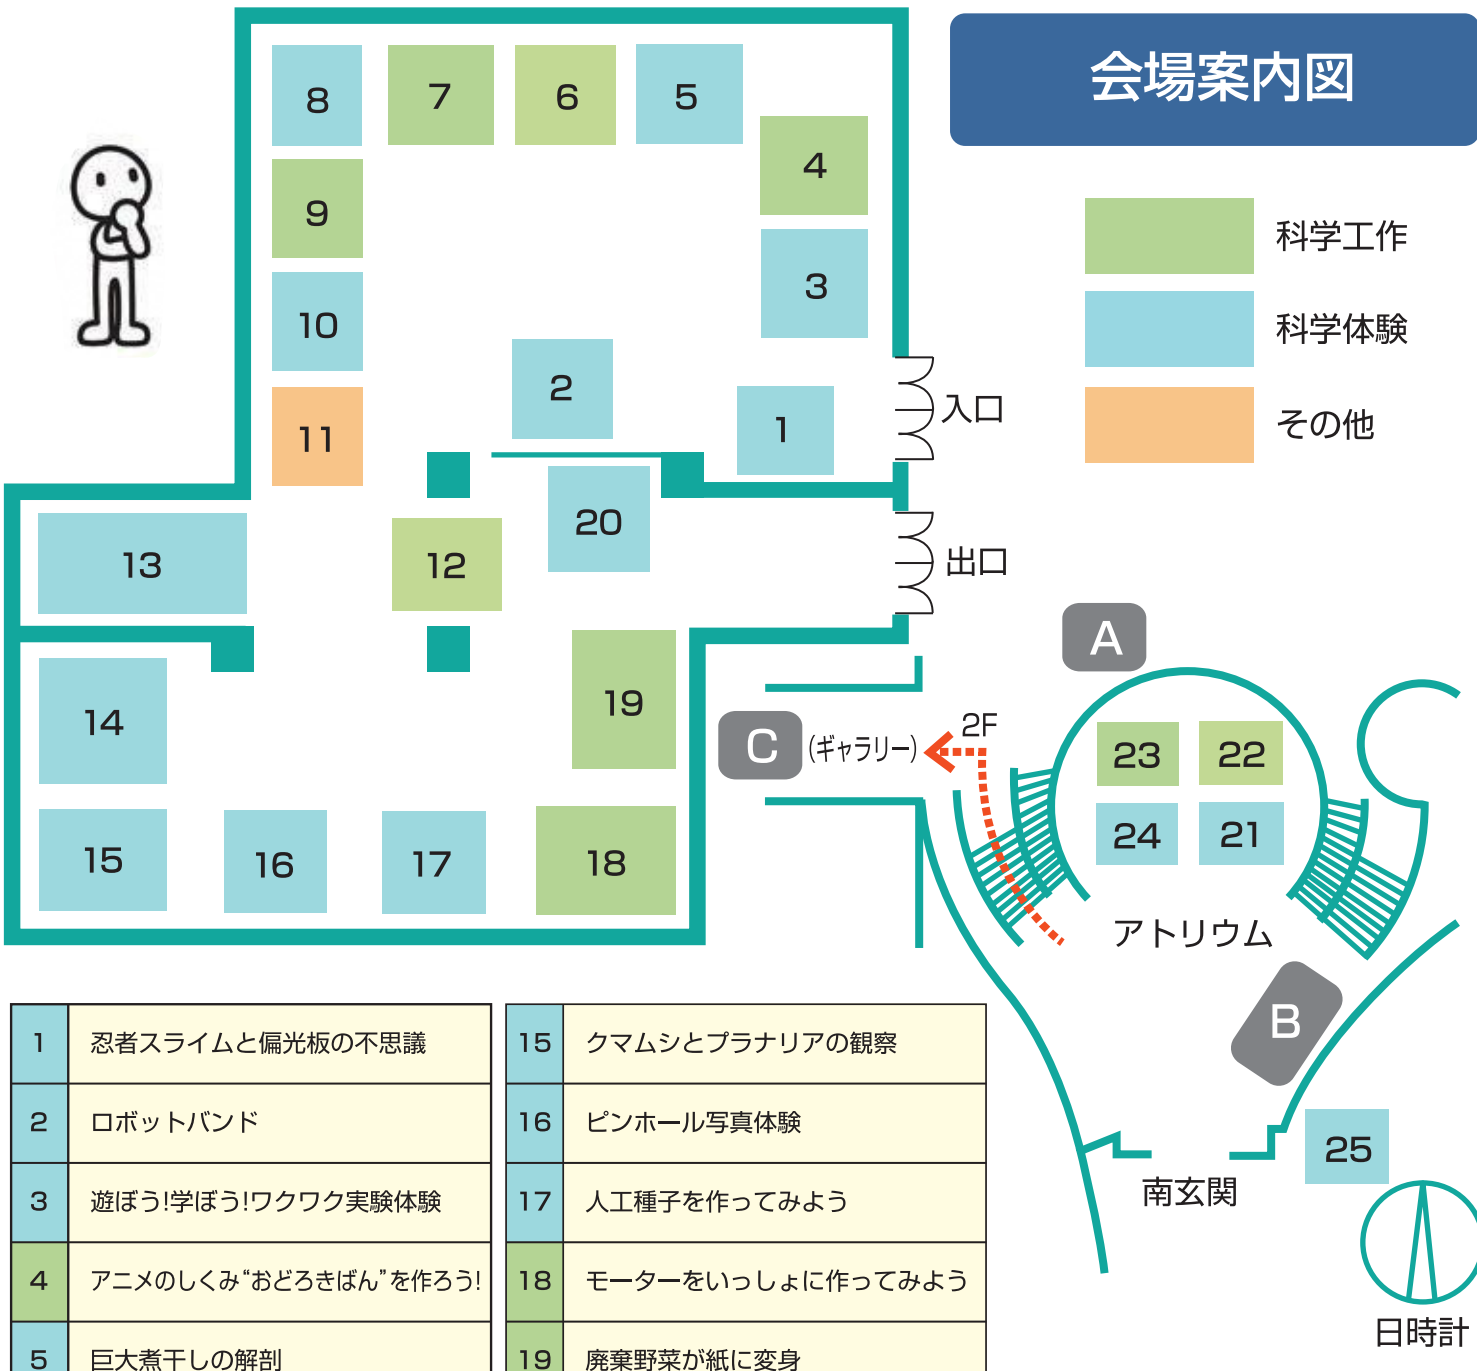 会場案内図
8
7
6
5
4
9
3
10
2
11
1
入口
20
13
12
出口
14
19
15
16
17
18
科学工作
科学体験
その他
A
C
(ギャラリー)
2F
23
22
24
21
アトリウム
B
25
南玄関
日時計
1 忍者スライムと偏光板の不思議
2 ロボットバンド
3 遊ぼう!学ぼう!ワクワク実験体験
4 アニメのしくみ“おどろきばん”を作ろう!
5 巨大煮干しの解剖
15 クマムシとプラナリアの観察
16 ピンホール写真体験
17 人工種子を作ってみよう
18 モーターをいっしょに作ってみよう
19 廃棄野菜が紙に変身